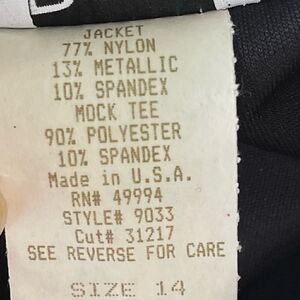 JACKET
77% NYLON
13% METALLIC
10% SPANDEX
MOCK TEE
90% POLYESTER
10% SPANDEX
Made in U.S.A.
RN# 49994
STYLE# 9033
Cut# 31217
SEE REVERSE FOR CARE
SIZE 14